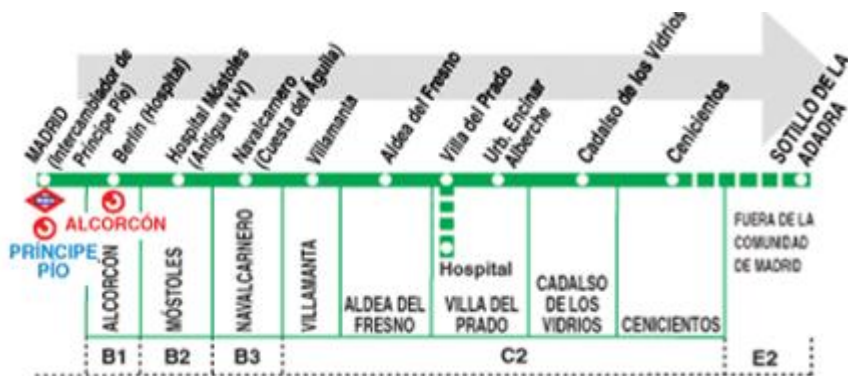 MADRID
(Intercambiador de
Príncipe Pío)
Berlín (Hospital)
Hospital Móstoles
(Antigua N-V)
Navalcarnero
(Cuesta del Águila)
Villamanta
Aldea del Fresno
Villa del Prado
Urb. Encinar
Alberche
Cadalso de los Vidrios
Cenicientos
SOTILLO DE LA
ADADRA
ALCORCÓN
PRÍNCIPE
PÍO
Hospital
ALCORCÓN
MÓSTOLES
NAVALCARNERO
VILLAMANTA
ALDEA DEL
FRESNO
VILLA DEL
PRADO
CADALSO
DE LOS
VIDRIOS
CENICIENTOS
FUERA DE LA
COMUNIDAD
DE MADRID
B1
B2
B3
C2
E2